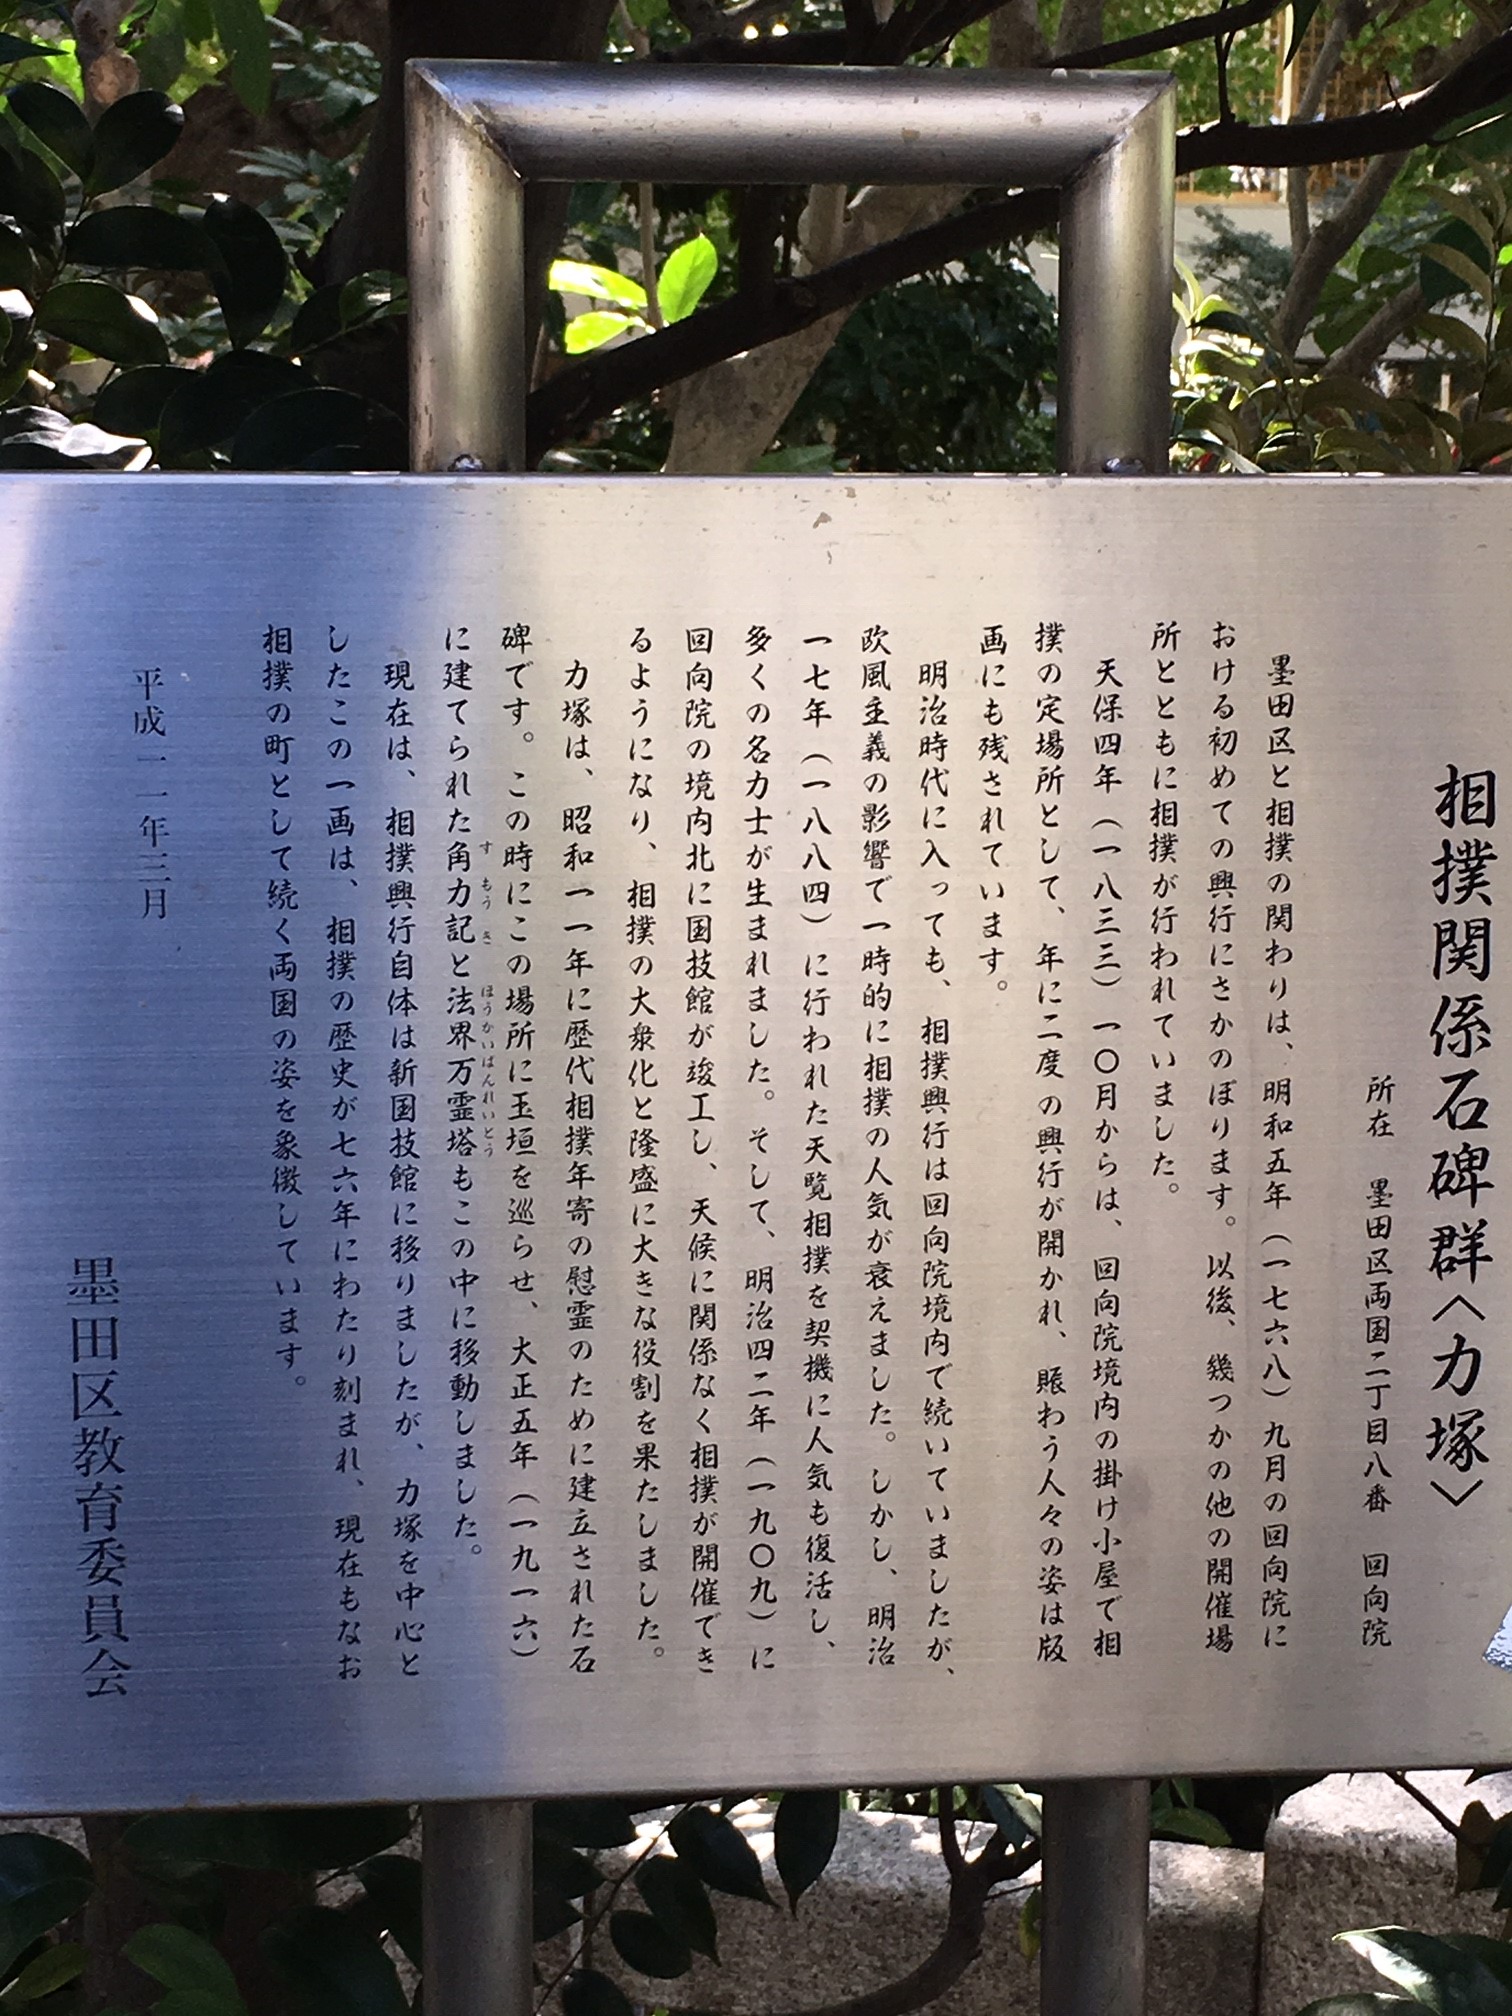 相撲関係石碑群〈力塚〉
所在 墨田区両国二丁目八番 回向院
墨田区と相撲の関わりは、明和五年（一七六八）九月の回向院に
おける初めての興行にさかのぼります。以後、幾つかの他の開催場
所とともに相撲が行われていました。
天保四年（一八三三）一〇月からは、回向院境内の掛け小屋で相
撲の定場所として、年に二度の興行が開かれ、賑わう人々の姿は版
画にも残されています。
明治時代に入っても、相撲興行は回向院境内で続いていましたが、
欧風主義の影響で一時的に相撲の人気が衰えました。しかし、明治
一七年（一八八四）に行われた天覧相撲を契機に人気も復活し、
多くの名力士が生まれました。そして、明治四二年（一九〇九）に
回向院の境内北に国技館が竣工し、天候に関係なく相撲が開催でき
るようになり、相撲の大衆化と隆盛に大きな役割を果たしました。
力塚は、昭和一一年に歴代相撲年寄の慰霊のために建立された石
碑です。この時にこの場所に玉垣を巡らせ、大正五年（一九一六）
に建てられた角力記と法界万霊塔もこの中に移動しました。
すもうき ほうかいばんれいとう
現在は、相撲興行自体は新国技館に移りましたが、力塚を中心と
したこの一画は、相撲の歴史が七六年にわたり刻まれ、現在もなお
相撲の町として続く両国の姿を象徴しています。
平成一一年三月
墨田区教育委員会